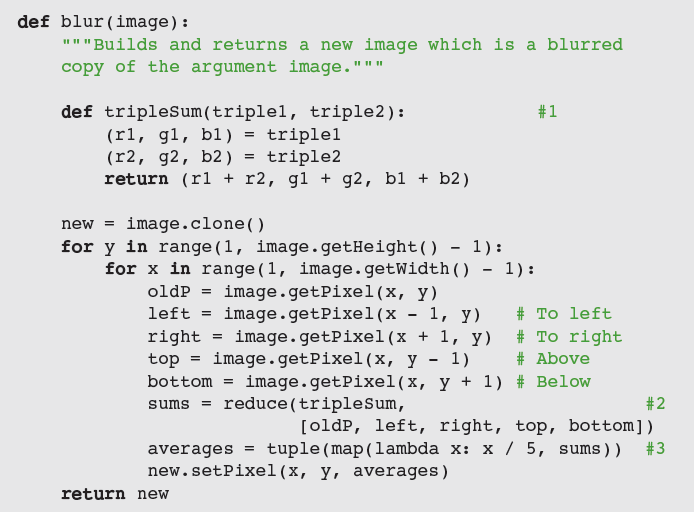 def blur(image):
    """Builds and returns a new image which is a blurred
    copy of the argument image."""

    def tripleSum(triple1, triple2):            #1
        (r1, g1, b1) = triple1
        (r2, g2, b2) = triple2
        return (r1 + r2, g1 + g2, b1 + b2)

    new = image.clone()
    for y in range(1, image.getHeight() - 1):
        for x in range(1, image.getWidth() - 1):
            oldP = image.getPixel(x, y)
            left = image.getPixel(x - 1, y)   # To left
            right = image.getPixel(x + 1, y)  # To right
            top = image.getPixel(x, y - 1)    # Above
            bottom = image.getPixel(x, y + 1) # Below
            sums = reduce(tripleSum,                      #2
                          [oldP, left, right, top, bottom])
            averages = tuple(map(lambda x: x / 5, sums))  #3
            new.setPixel(x, y, averages)
    return new